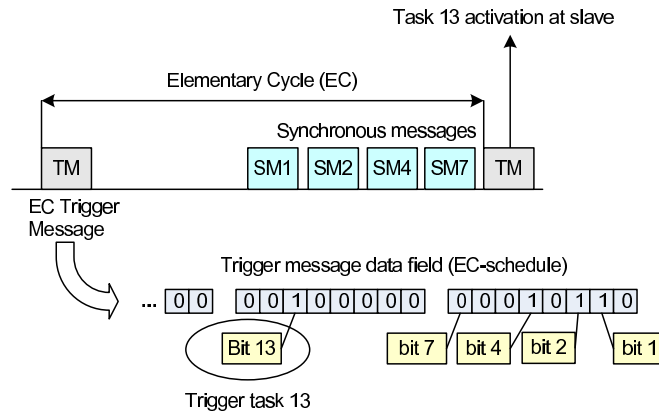 Task 13 activation at slave
Elementary Cycle (EC)
Synchronous messages
TM SM1 SM2 SM4 SM7 TM
EC Trigger
Message
Trigger message data field (EC-schedule)
... 0 0 0 0 1 0 0 0 0 0 0 0 0 1 0 1 1 0
Bit 13 bit 7 bit 4 bit 2 bit 1
Trigger task 13